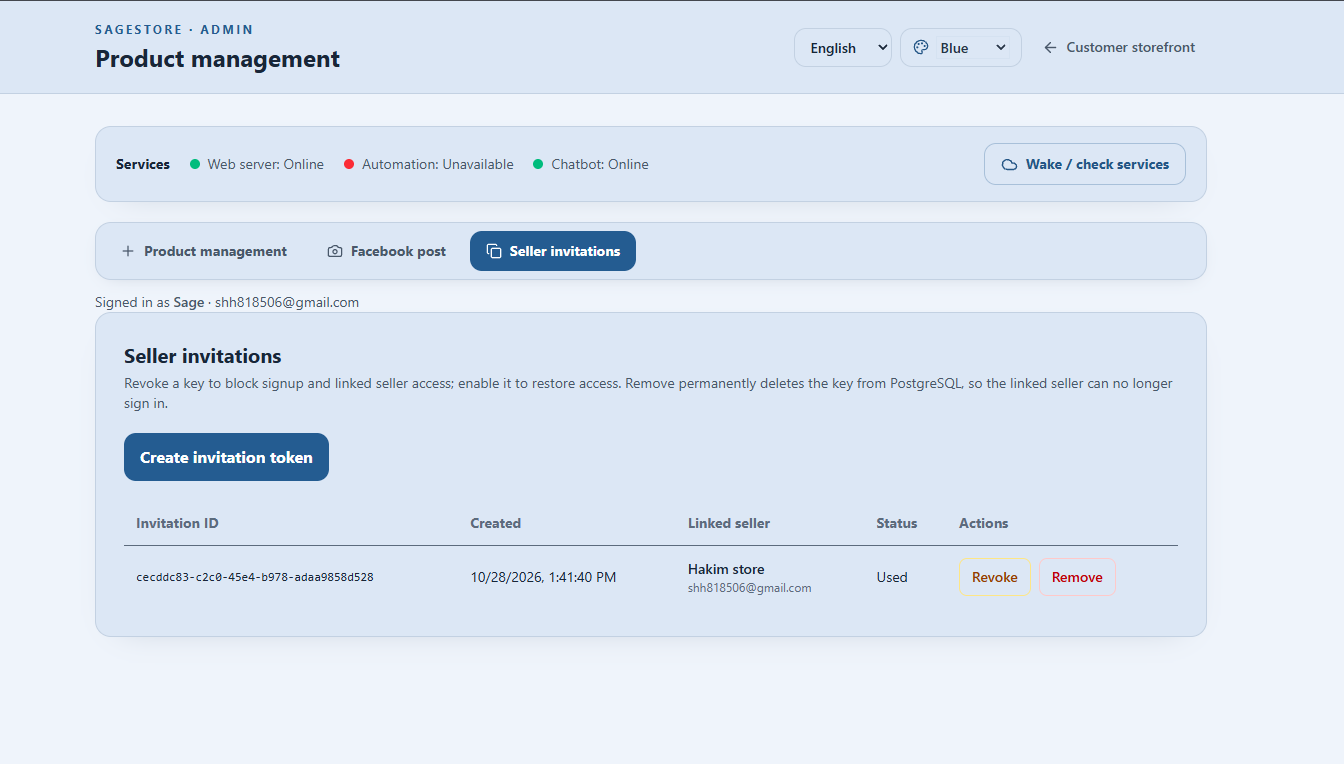 SAGESTORE · ADMIN
Product management
English
Blue
Customer storefront
Services
Web server: Online
Automation: Unavailable
Chatbot: Online
Wake / check services
Product management
Facebook post
Seller invitations
Signed in as Sage · shh818506@gmail.com
Seller invitations
Revoke a key to block signup and linked seller access; enable it to restore access. Remove permanently deletes the key from PostgreSQL, so the linked seller can no longer
sign in.
Create invitation token
Invitation ID Created Linked seller Status Actions
cecddc83-c2c0-45e4-b978-adaa9858d528 10/28/2026, 1:41:40 PM Hakim store Used Revoke Remove
shh818506@gmail.com